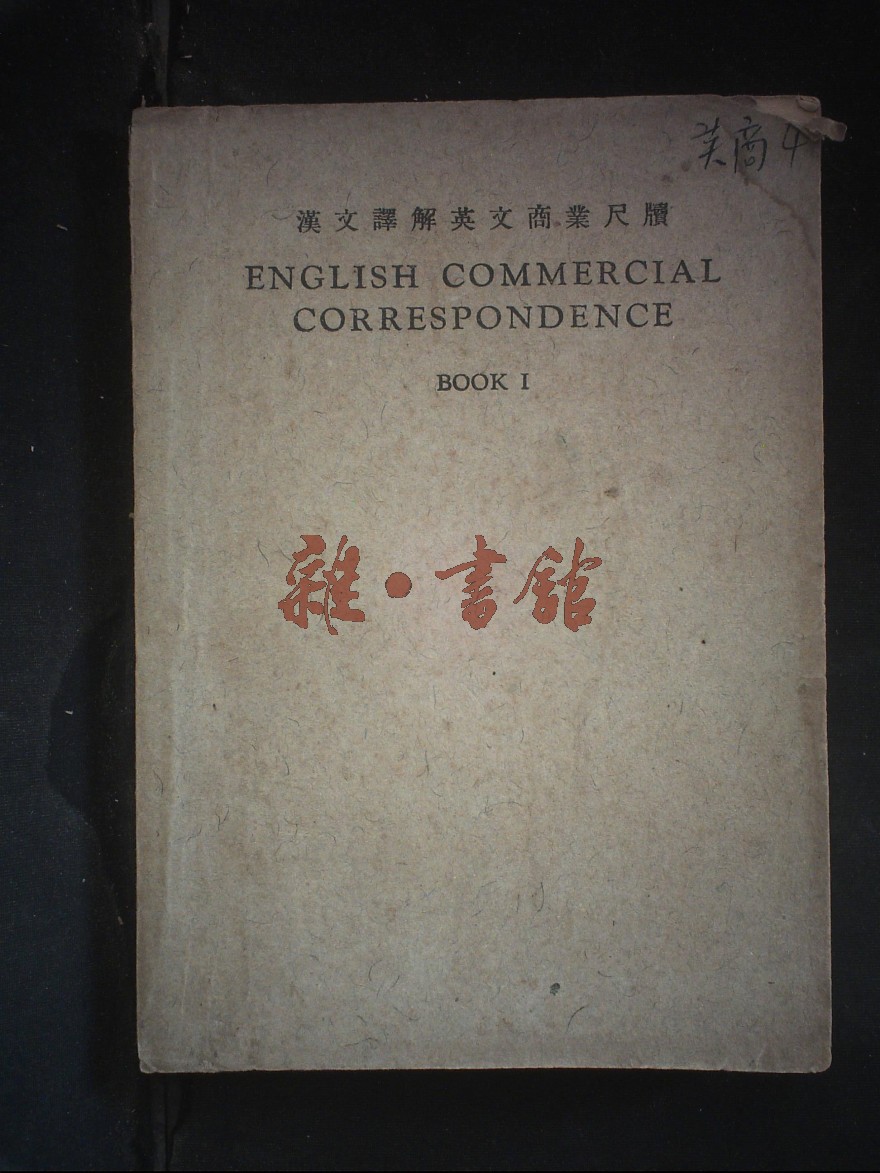 英商4
漢文譯解英文商業尺牘
ENGLISH COMMERCIAL
CORRESPONDENCE
BOOK I
雜·書館